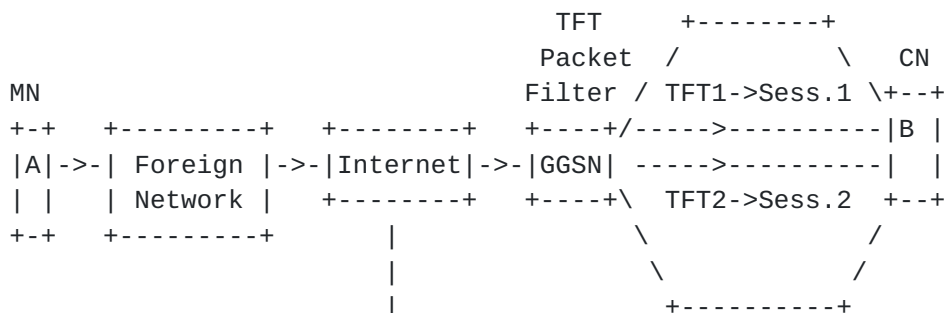 TFT     +--------+
                                         Packet  /          \   CN
MN                                      Filter / TFT1->Sess.1 \+--+
+-+   +---------+   +--------+   +----+/----->----------|B |
|A|->-| Foreign |->-|Internet|->-|GGSN| ----->----------|  |
| |   | Network |   +--------+   +----+\  TFT2->Sess.2  +--+
+-+   +---------+       |               \              /
                        |                \            /
                        |                 +----------+